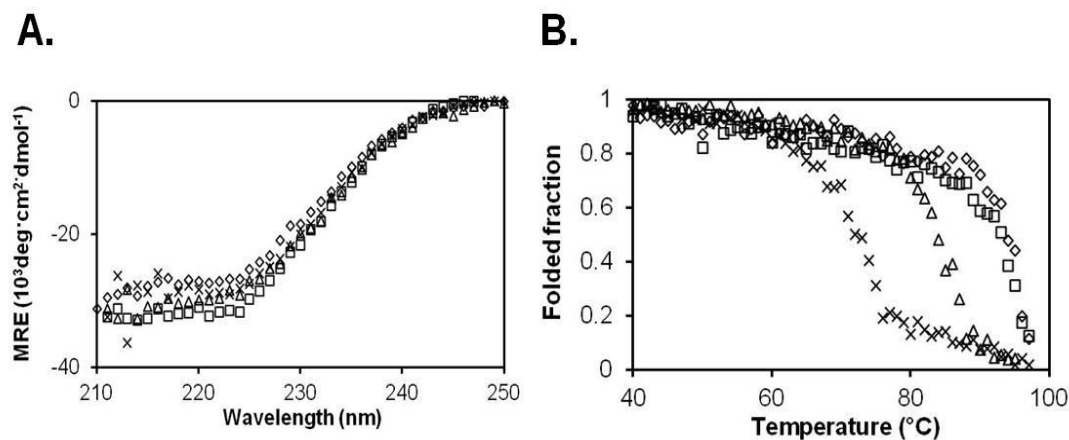 A.
B.
0
-20
-40
MRE (10³deg·cm²·dmol⁻¹)
210 220 230 240 250
Wavelength (nm)
1
0.8
0.6
0.4
0.2
0
Folded fraction
40 60 80 100
Temperature (°C)